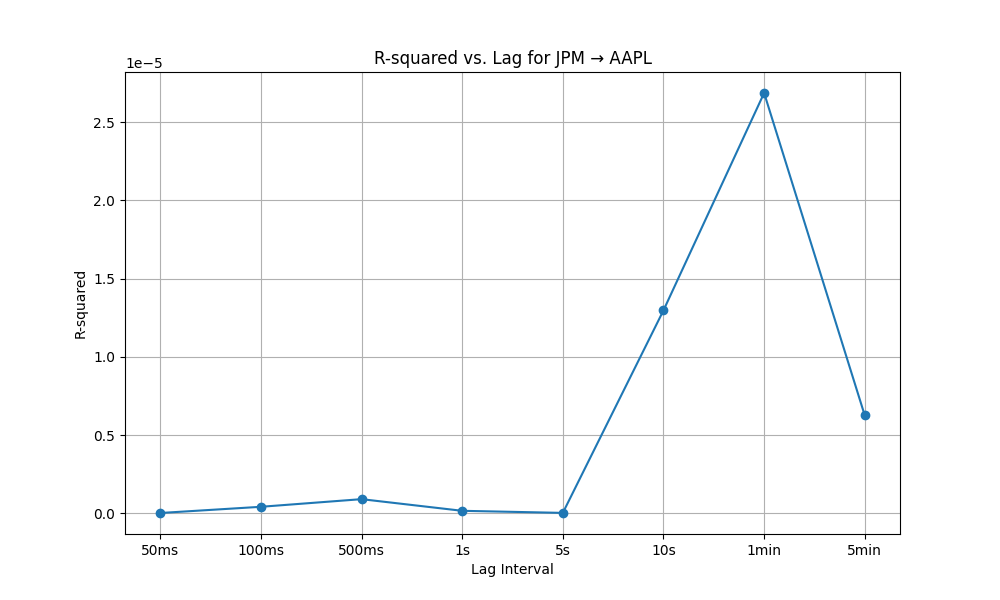 R-squared vs. Lag for JPM → AAPL
1e−5
2.5
2.0
1.5
1.0
0.5
0.0
R-squared
50ms 100ms 500ms 1s 5s 10s 1min 5min
Lag Interval